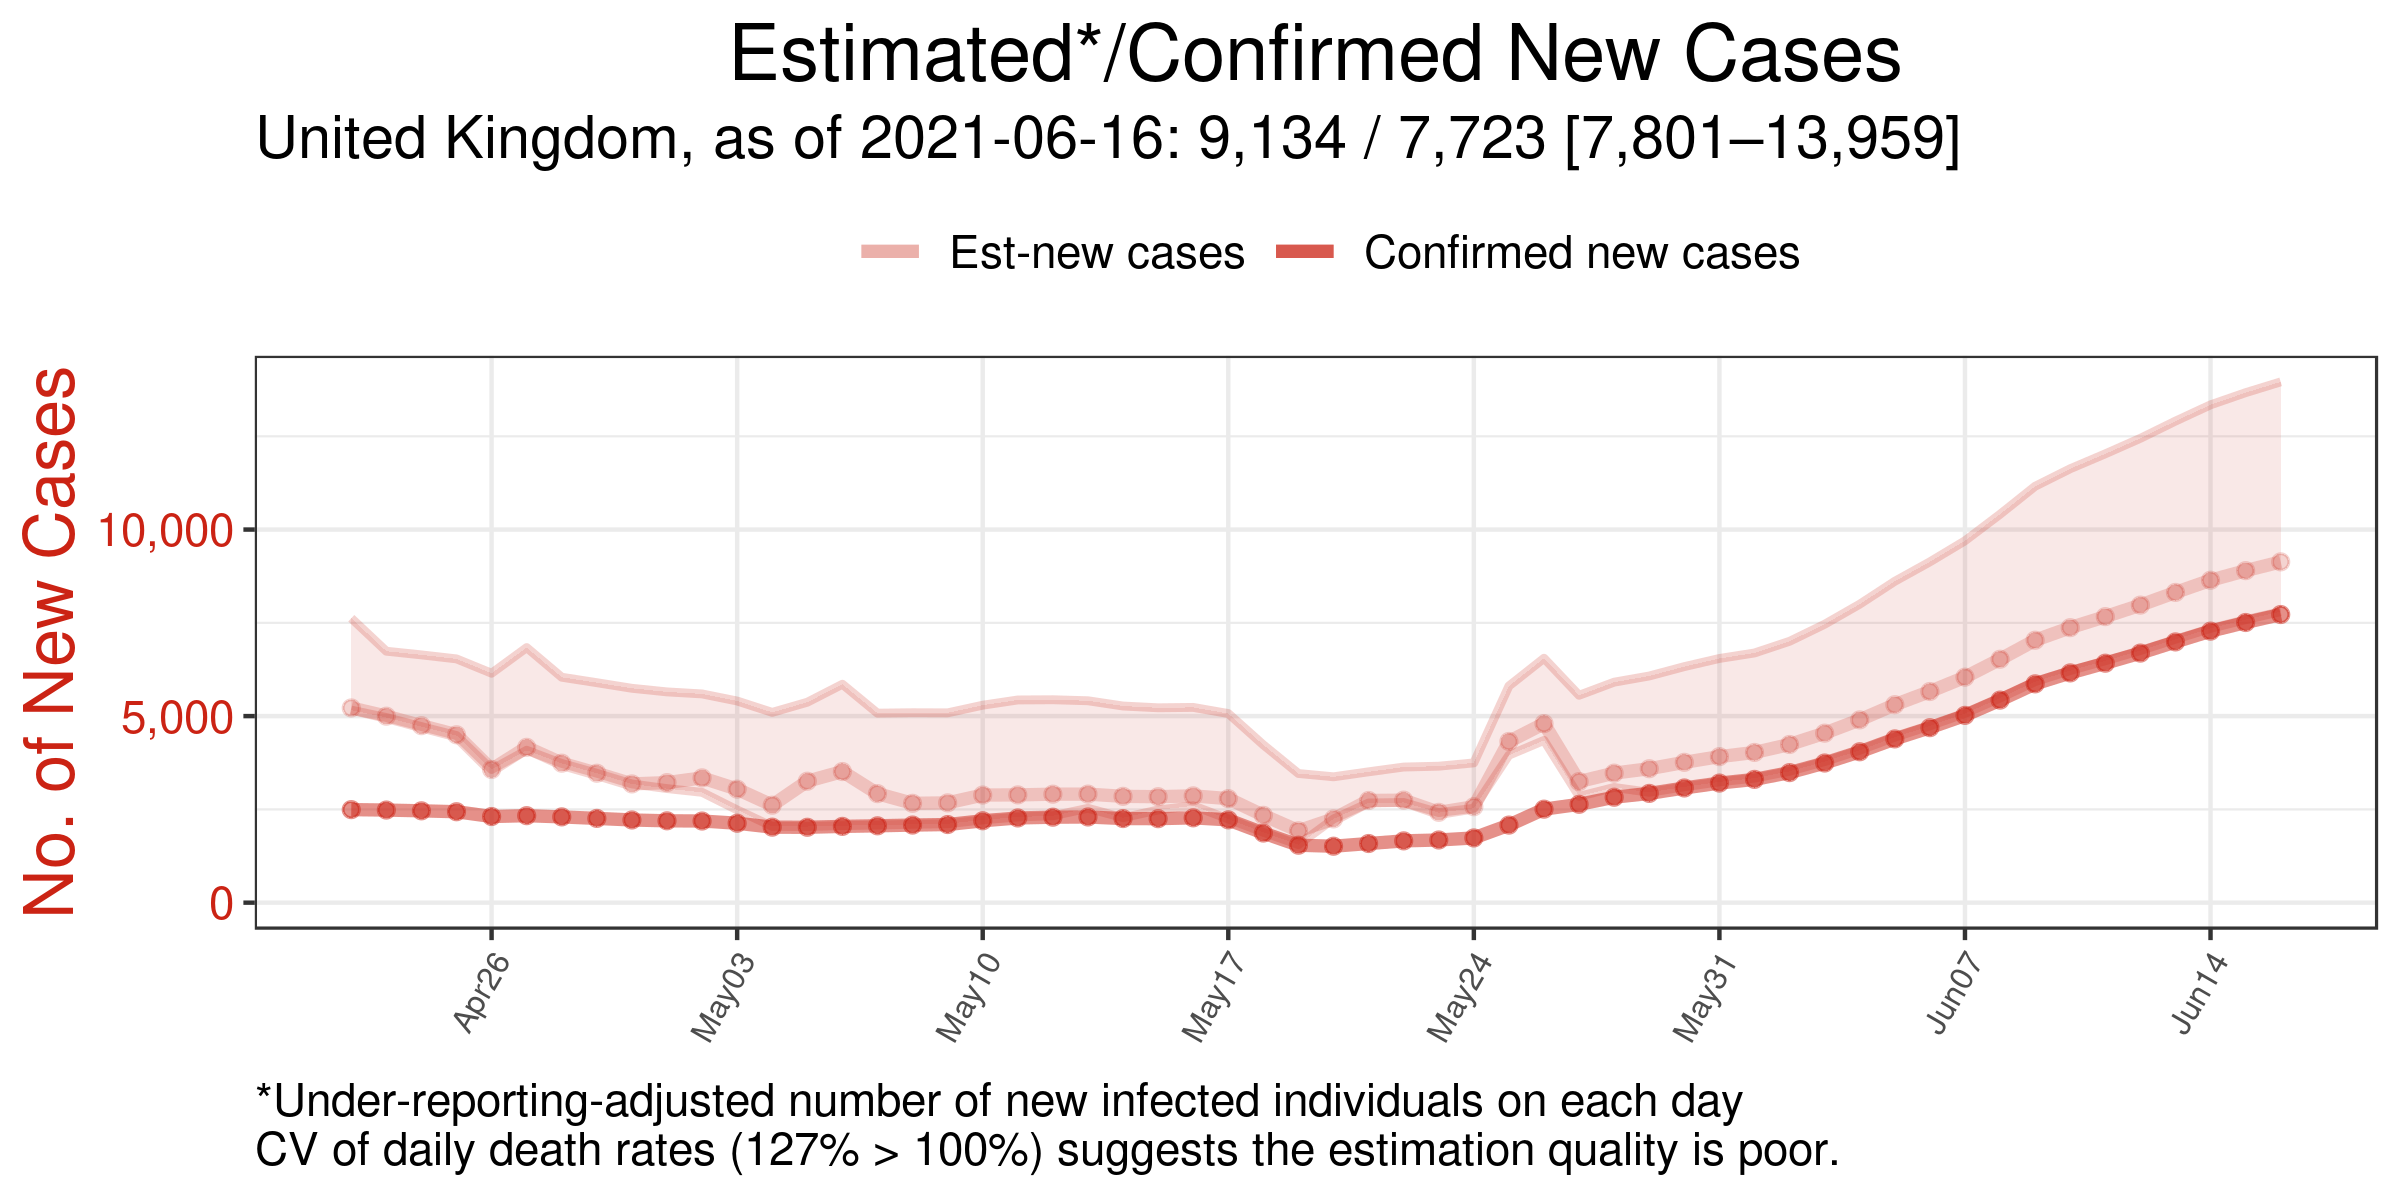 Estimated*/Confirmed New Cases
United Kingdom, as of 2021-06-16: 9,134 / 7,723 [7,801–13,959]
Est-new cases
Confirmed new cases
No. of New Cases
10,000
5,000
0
Apr26
May03
May10
May17
May24
May31
Jun07
Jun14
*Under-reporting-adjusted number of new infected individuals on each day
CV of daily death rates (127% > 100%) suggests the estimation quality is poor.